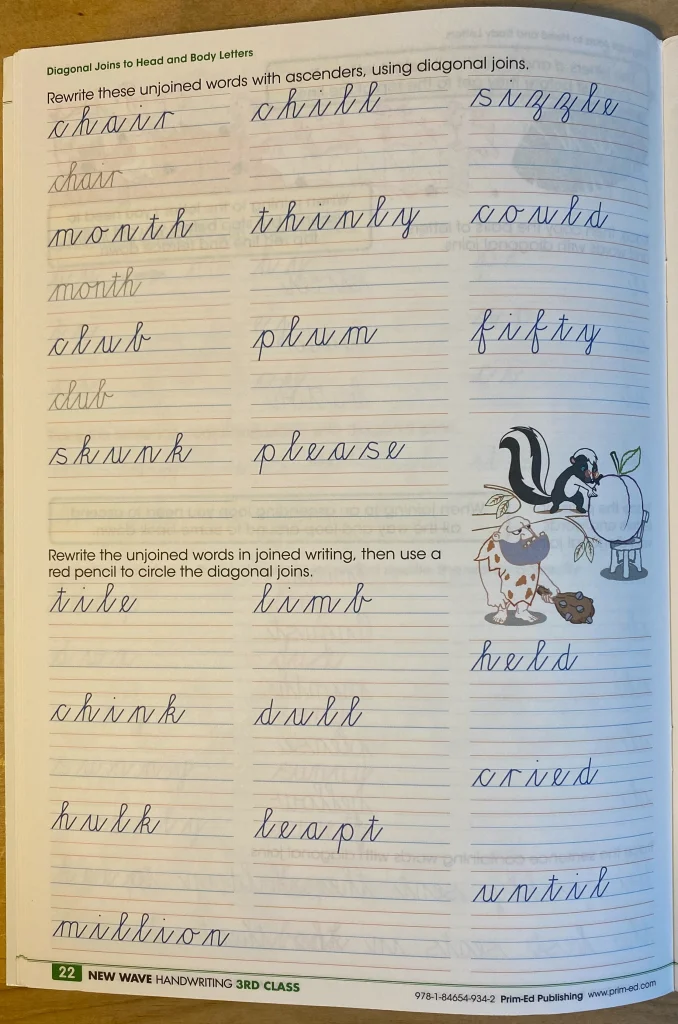 Diagonal Joins to Head and Body Letters
Rewrite these unjoined words with ascenders, using diagonal joins.
chair chill sizzle
chair
month thinly could
month
club plum fifty
club
skunk please
Rewrite the unjoined words in joined writing, then use a
red pencil to circle the diagonal joins.
tile limb
held
chink dull
cried
hulk leapt
until
million
22 NEW WAVE HANDWRITING 3RD CLASS
978-1-84654-934-2 Prim-Ed Publishing www.prim-ed.com